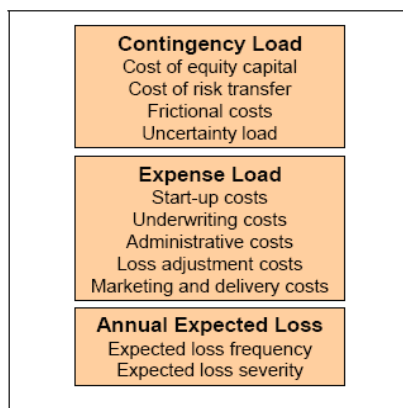 Contingency Load
Cost of equity capital
Cost of risk transfer
Frictional costs
Uncertainty load
Expense Load
Start-up costs
Underwriting costs
Administrative costs
Loss adjustment costs
Marketing and delivery costs
Annual Expected Loss
Expected loss frequency
Expected loss severity